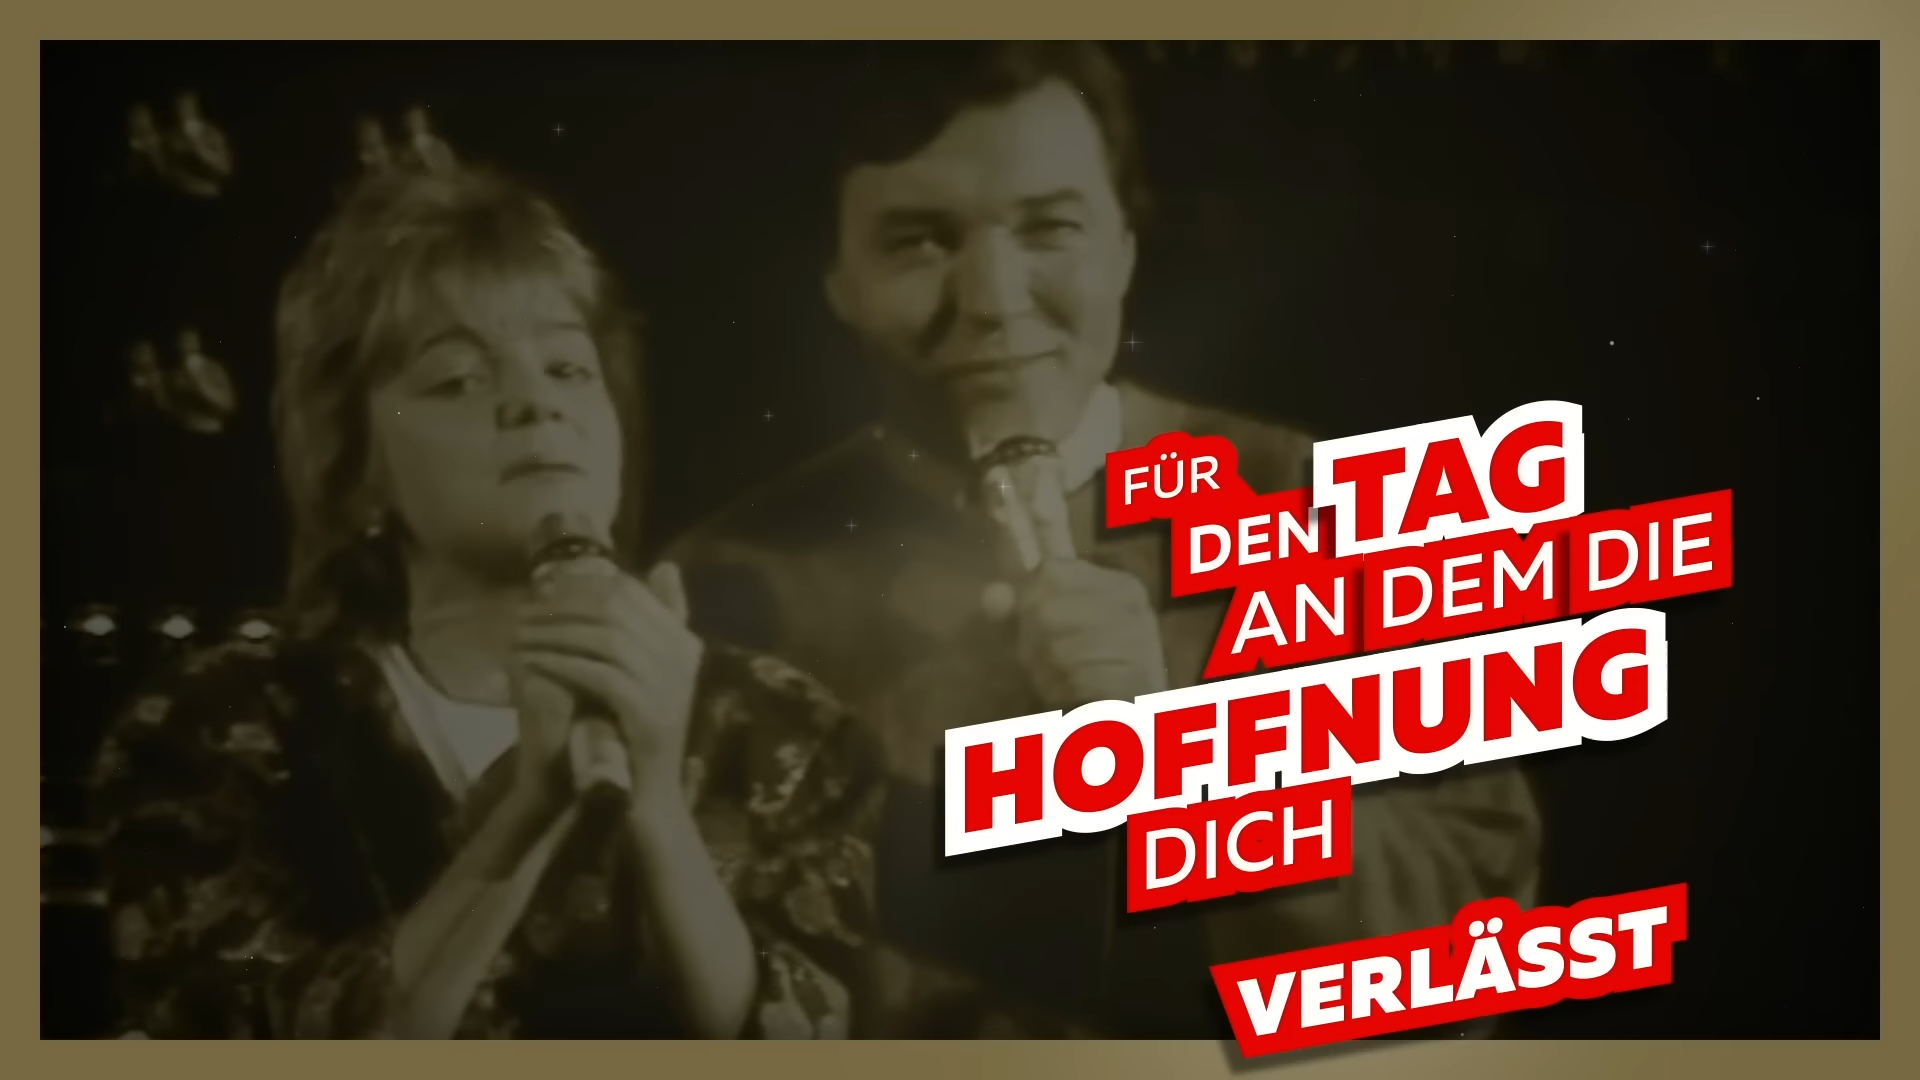 FÜR
DEN TAG
AN DEM DIE
HOFFNUNG
DICH
VERLÄSST